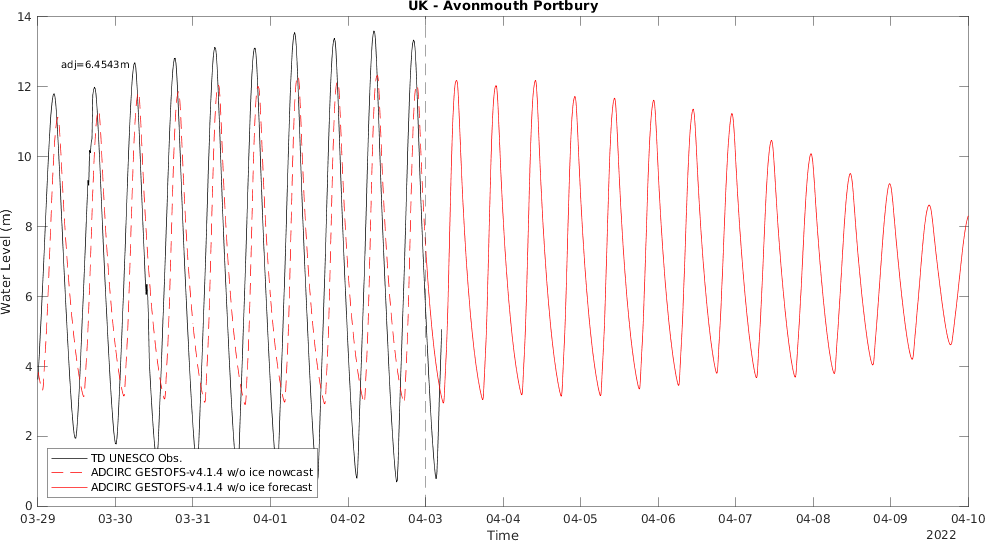 UK - Avonmouth Portbury
14
adj=6.4543m
12
10
8
6
4
2
0
Water Level (m)
TD UNESCO Obs.
ADCIRC GESTOFS-v4.1.4 w/o ice nowcast
ADCIRC GESTOFS-v4.1.4 w/o ice forecast
03-29 03-30 03-31 04-01 04-02 04-03 04-04 04-05 04-06 04-07 04-08 04-09 04-10
Time
2022